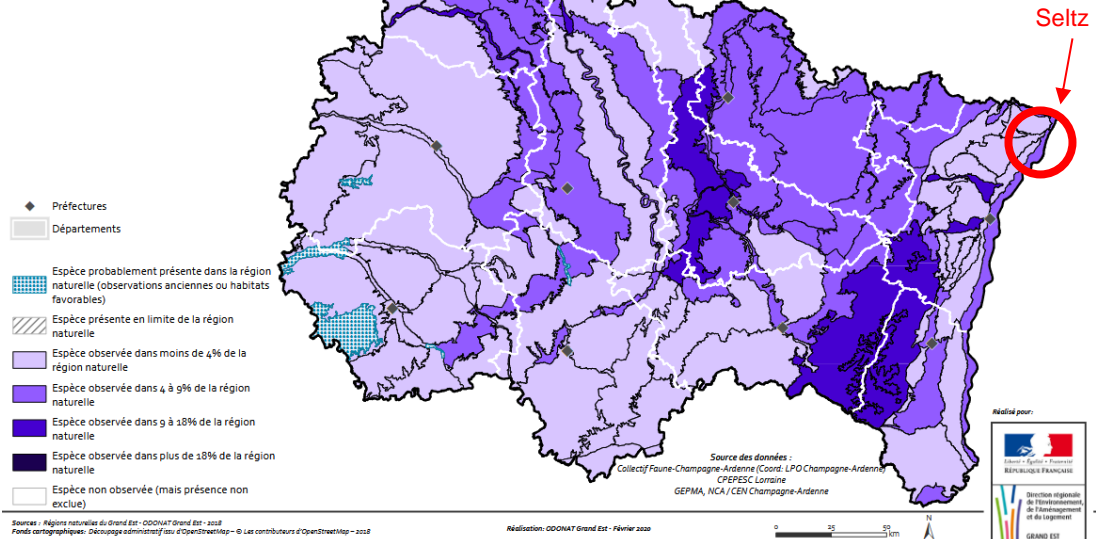 Seltz
Préfectures
Départements
Espèce probablement présente dans la région
naturelle (observations anciennes ou habitats
favorables)
Espèce présente en limite de la région
naturelle
Espèce observée dans moins de 4% de la
région naturelle
Espèce observée dans 4 à 9% de la région
naturelle
Espèce observée dans 9 à 18% de la région
naturelle
Espèce observée dans plus de 18% de la région
naturelle
Espèce non observée (mais présence non
exclue)
Source des données :
Collectif Faune-Champagne-Ardenne (Coord: LPO Champagne-Ardenne)
CPEPESC Lorraine
GEPMA, NCA / CEN Champagne-Ardenne
Réalisé pour:
Liberté • Égalité • Fraternité
RÉPUBLIQUE FRANÇAISE
Direction régionale
de l'Environnement,
de l'Aménagement
et du Logement
GRAND EST
Sources : Régions naturelles du Grand Est - ODONAT Grand Est - 2018
Fonds cartographiques: Découpage administratif issu d'OpenStreetMap – © Les contributeurs d'OpenStreetMap – 2018
Réalisation: ODONAT Grand Est - Février 2020
0 25 50
km
N